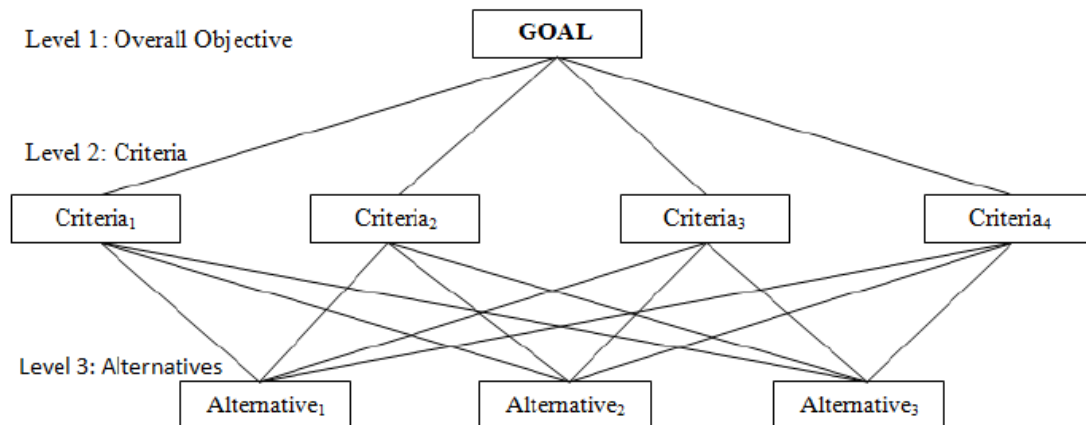 GOAL
Level 1: Overall Objective
Level 2: Criteria
Criteria₁
Criteria₂
Criteria₃
Criteria₄
Level 3: Alternatives
Alternative₁
Alternative₂
Alternative₃